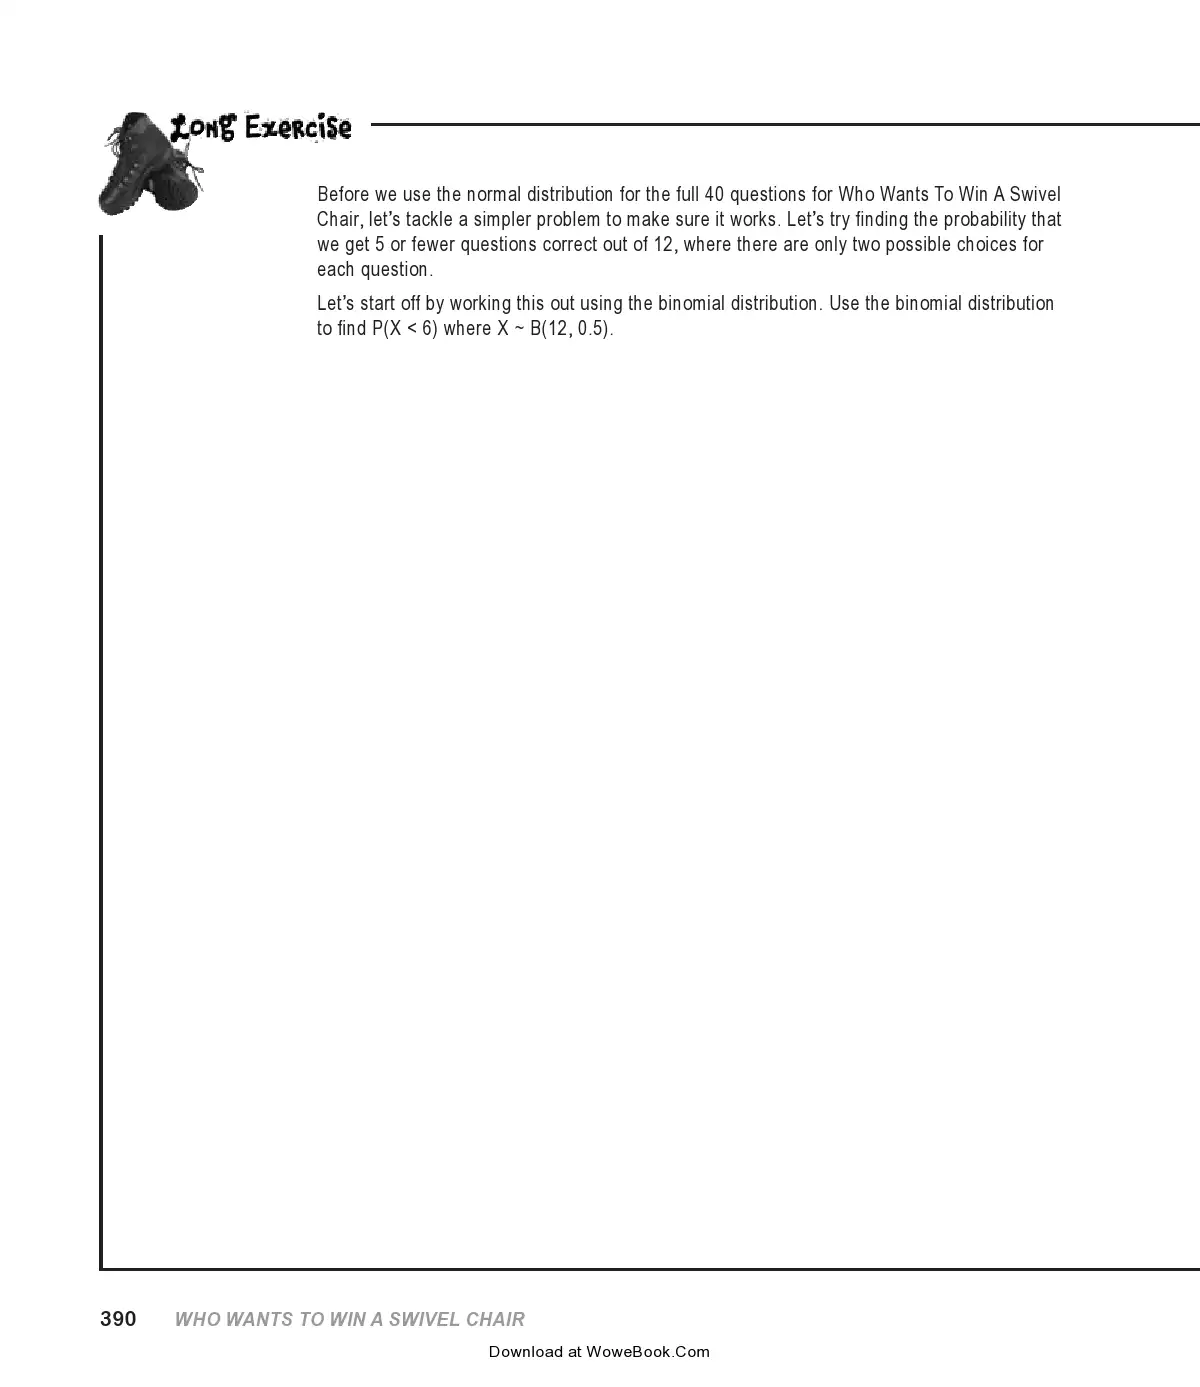 Long Exercise
Before we use the normal distribution for the full 40 questions for Who Wants To Win A Swivel
Chair, let’s tackle a simpler problem to make sure it works. Let’s try finding the probability that
we get 5 or fewer questions correct out of 12, where there are only two possible choices for
each question.
Let’s start off by working this out using the binomial distribution. Use the binomial distribution
to find P(X < 6) where X ~ B(12, 0.5).
390 WHO WANTS TO WIN A SWIVEL CHAIR
Download at WoweBook.Com